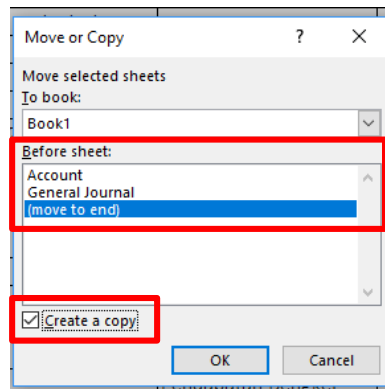 Move or Copy ? ×
Move selected sheets
To book:
Book1
Before sheet:
Account
General Journal
(move to end)
Create a copy
OK Cancel